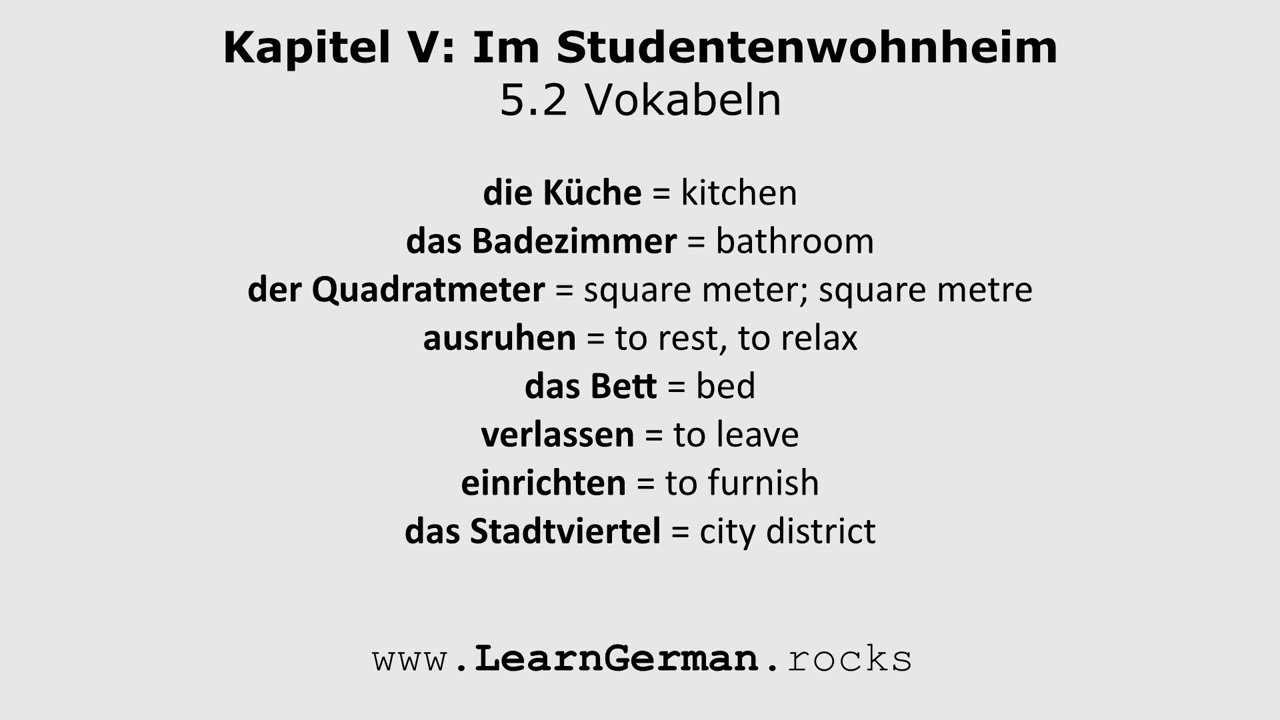 Kapitel V: Im Studentenwohnheim
5.2 Vokabeln
die Küche = kitchen
das Badezimmer = bathroom
der Quadratmeter = square meter; square metre
ausruhen = to rest, to relax
das Bett = bed
verlassen = to leave
einrichten = to furnish
das Stadtviertel = city district
www.LearnGerman.rocks